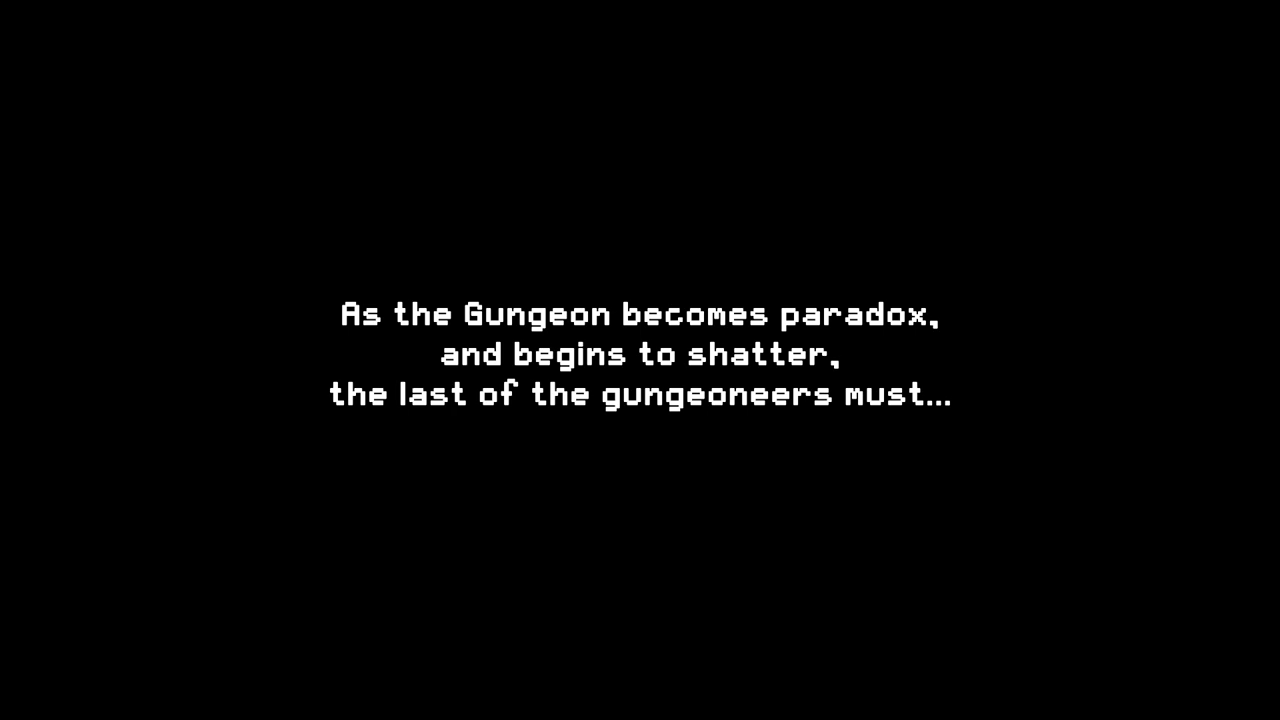 As the Gungeon becomes paradox,
and begins to shatter,
the last of the gungeoneers must...